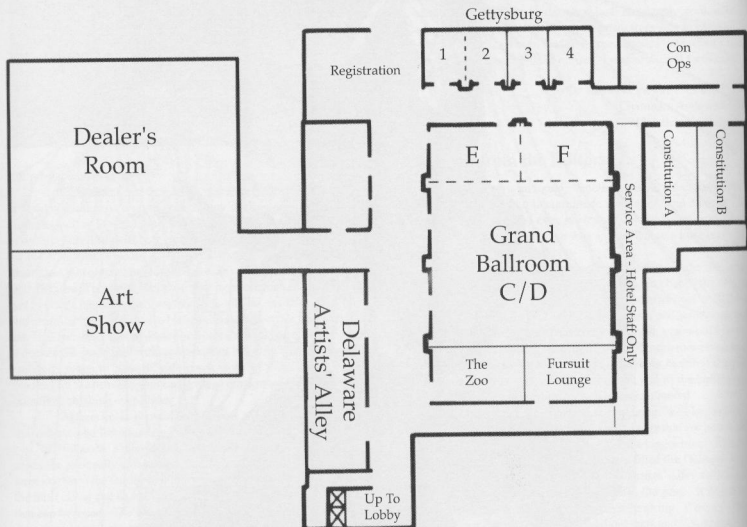 Gettysburg
1
2
3
4
Registration
Con
Ops
Dealer's
Room
E
F
Constitution A
Constitution B
Grand
Ballroom
C/D
Service Area - Hotel Staff Only
Art
Show
Delaware
Artists' Alley
The
Zoo
Fursuit
Lounge
Up To
Lobby